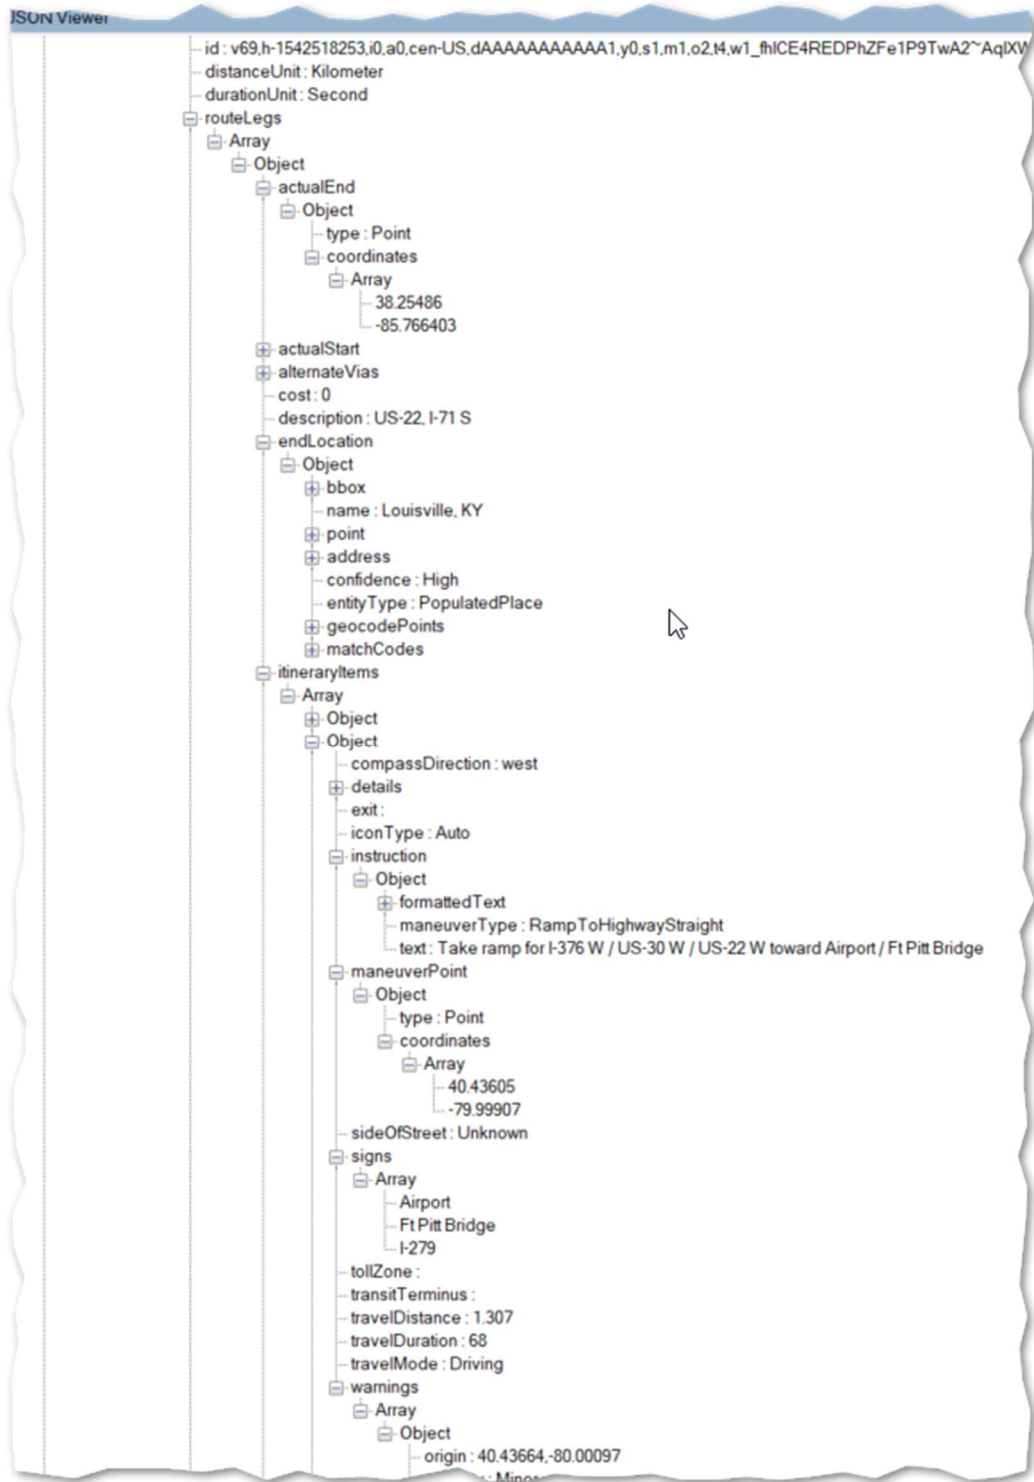 JSON Viewer
id : v69,h-1542518253,i0,a0,cen-US,dAAAAAAAAAAA1,y0,s1,m1,o2,t4,w1_fhICE4REDPhZFe1P9TwA2~AqIXW
distanceUnit : Kilometer
durationUnit : Second
routeLegs
Array
Object
actualEnd
Object
type : Point
coordinates
Array
38.25486
-85.766403
actualStart
alternateVias
cost : 0
description : US-22, I-71 S
endLocation
Object
bbox
name : Louisville, KY
point
address
confidence : High
entityType : PopulatedPlace
geocodePoints
matchCodes
itineraryItems
Array
Object
Object
compassDirection : west
details
exit :
iconType : Auto
instruction
Object
formattedText
maneuverType : RampToHighwayStraight
text : Take ramp for I-376 W / US-30 W / US-22 W toward Airport / Ft Pitt Bridge
maneuverPoint
Object
type : Point
coordinates
Array
40.43605
-79.99907
sideOfStreet : Unknown
signs
Array
Airport
Ft Pitt Bridge
I-279
tollZone :
transitTerminus :
travelDistance : 1.307
travelDuration : 68
travelMode : Driving
warnings
Array
Object
origin : 40.43664,-80.00097
: Minor